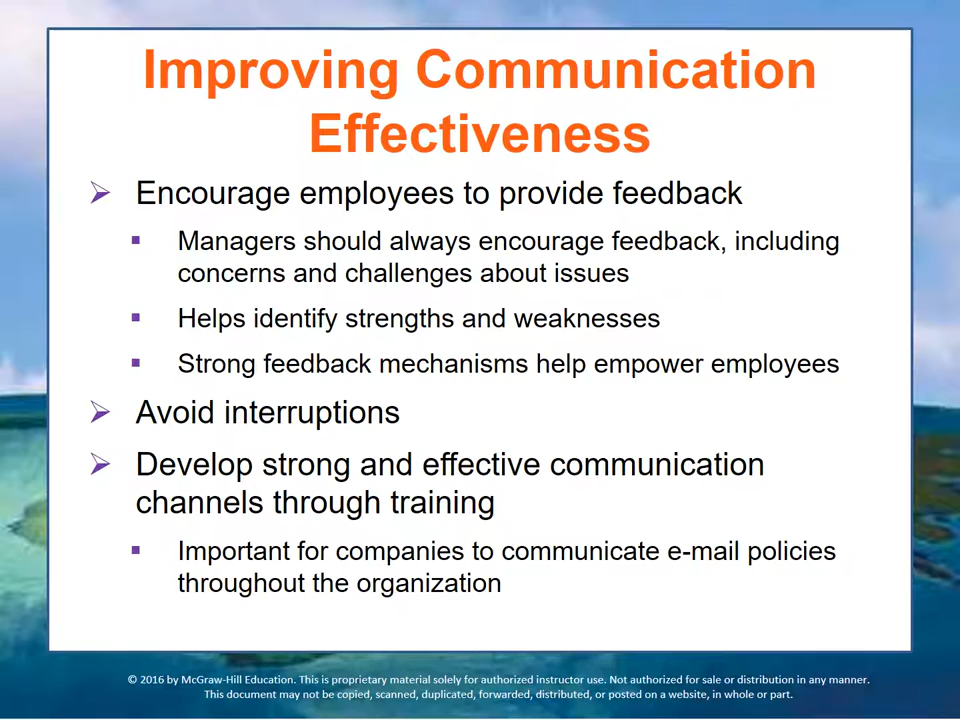 Improving Communication
Effectiveness
Encourage employees to provide feedback
Managers should always encourage feedback, including
concerns and challenges about issues
Helps identify strengths and weaknesses
Strong feedback mechanisms help empower employees
Avoid interruptions
Develop strong and effective communication
channels through training
Important for companies to communicate e-mail policies
throughout the organization
© 2016 by McGraw-Hill Education. This is proprietary material solely for authorized instructor use. Not authorized for sale or distribution in any manner.
This document may not be copied, scanned, duplicated, forwarded, distributed, or posted on a website, in whole or part.